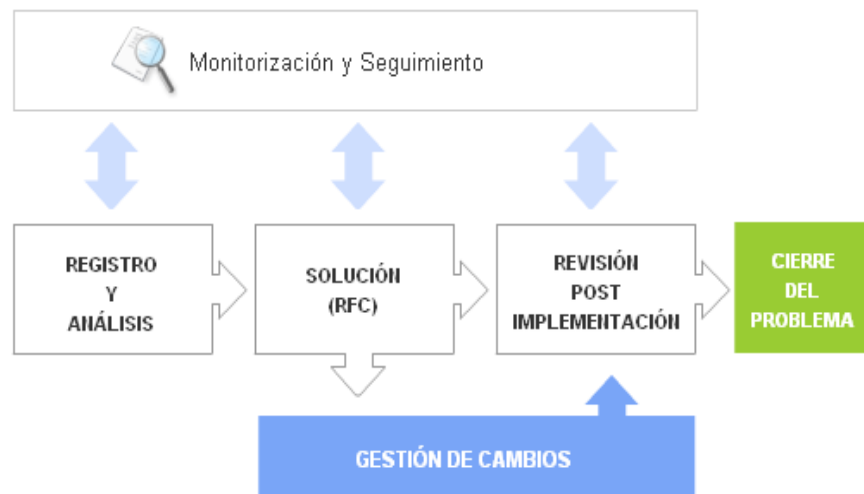 Monitorización y Seguimiento
REGISTRO
Y
ANÁLISIS
SOLUCIÓN
(RFC)
REVISIÓN
POST
IMPLEMENTACIÓN
CIERRE
DEL
PROBLEMA
GESTIÓN DE CAMBIOS